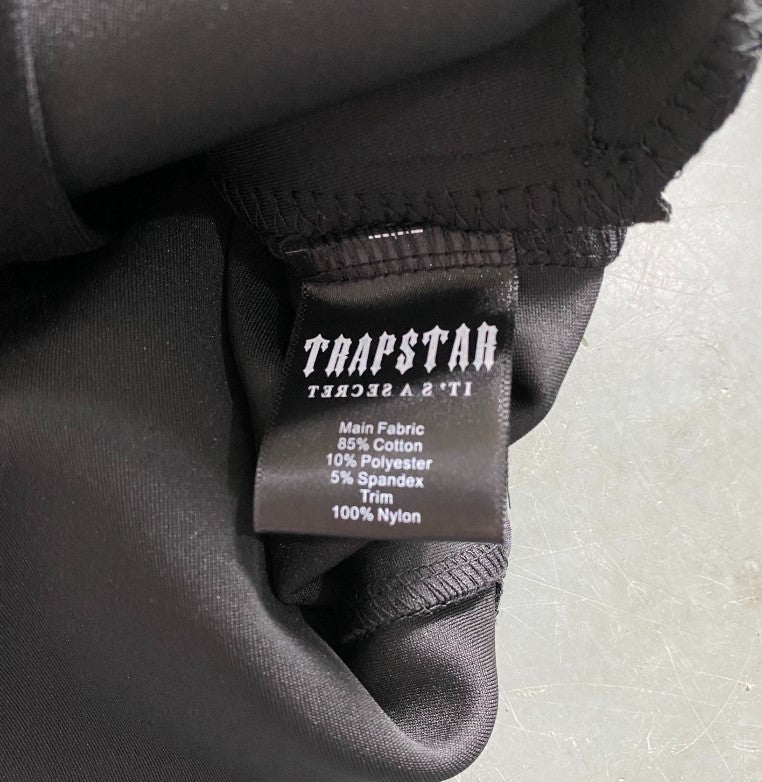 TRAPSTAR
IT'S A SECRET
Main Fabric
85% Cotton
10% Polyester
5% Spandex
Trim
100% Nylon